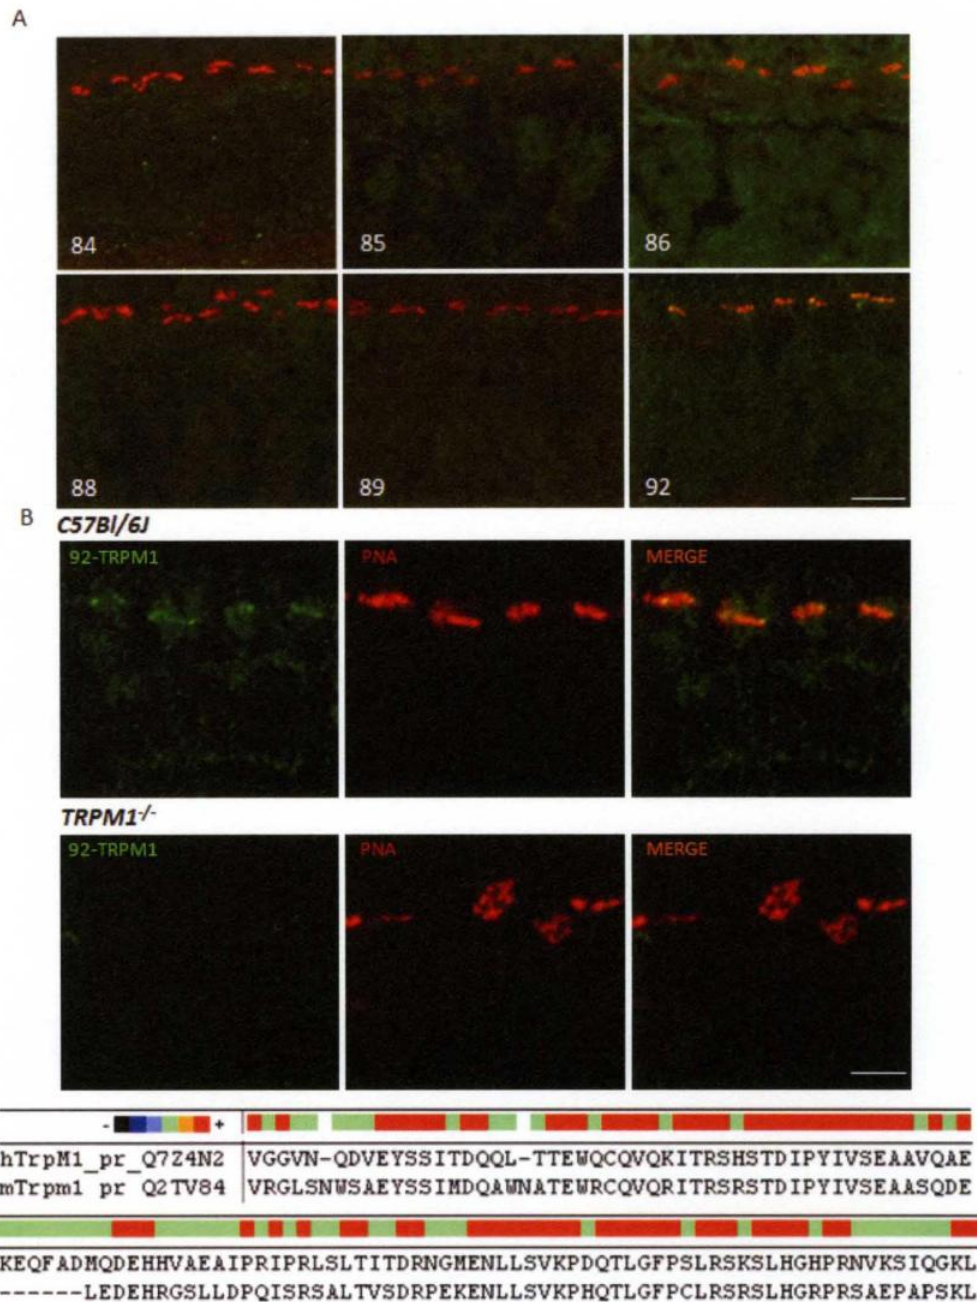 A
84
85
86
88
89
92
B C57Bl/6J
92-TRPM1
PNA
MERGE
TRPM1-/-
92-TRPM1
PNA
MERGE
- +
hTrpM1_pr_Q7Z4N2 VGGVN-QDVEYSSITDQQL-TTEWQCQVQKITRSHSTDIPYIVSEAAVQAE
mTrpm1 pr Q2TV84 VRGLSNWSAEYSSIMDQAWNATEWRCQVQRITRSRSTDIPYIVSEAASQDE
KEQFADMQDEHHVAEAIPRIPRLSLTITDRNGMENLLSVKPDQTLGFPSLRSKSLHGHPRNVKSIQGKL
------LEDEHRGSLLDPQISRSALTVSDRPEKENLLSVKPHQTLGFPCLRSRSLHGRPRSAEPAPSKL